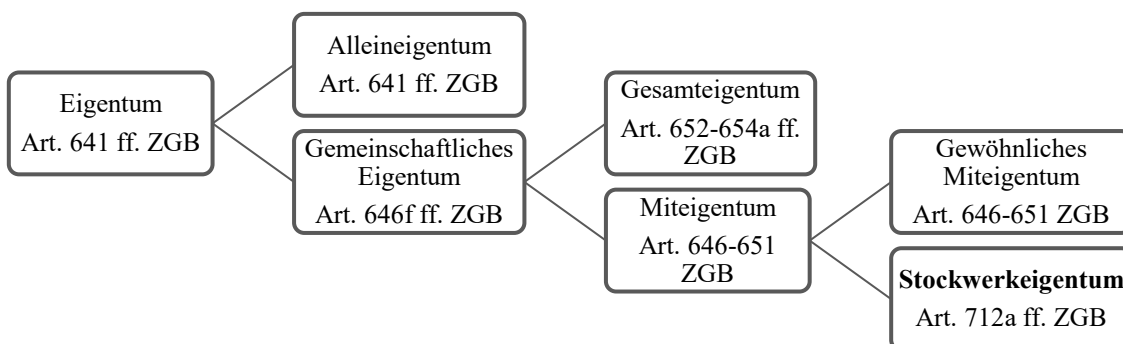 Eigentum
Art. 641 ff. ZGB
Alleineigentum
Art. 641 ff. ZGB
Gemeinschaftliches
Eigentum
Art. 646f ff. ZGB
Gesamteigentum
Art. 652-654a ff.
ZGB
Miteigentum
Art. 646-651
ZGB
Gewöhnliches
Miteigentum
Art. 646-651 ZGB
Stockwerkeigentum
Art. 712a ff. ZGB